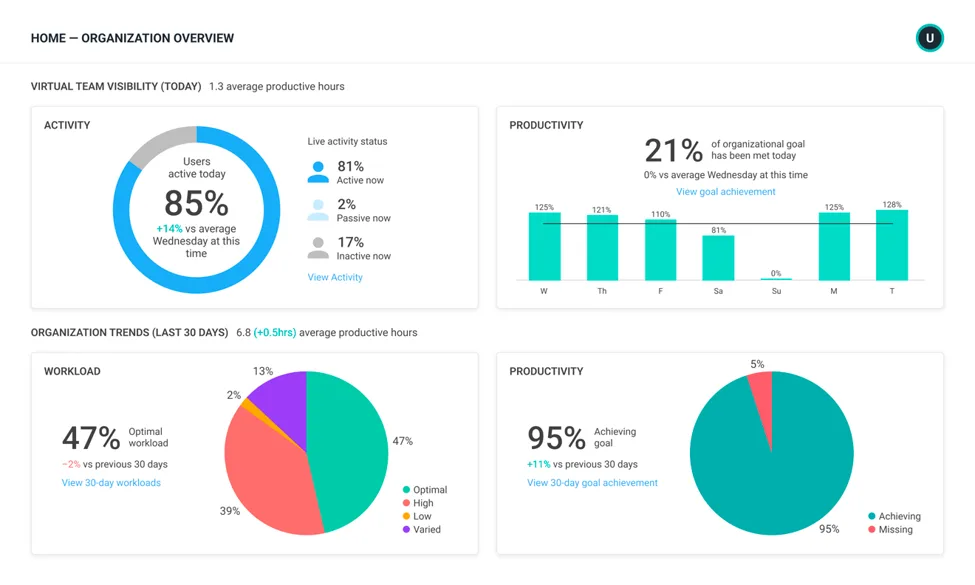 HOME — ORGANIZATION OVERVIEW
U
VIRTUAL TEAM VISIBILITY (TODAY) 1.3 average productive hours
ACTIVITY
Users
active today
85%
+14% vs average
Wednesday at this
time
Live activity status
81%
Active now
2%
Passive now
17%
Inactive now
View Activity
PRODUCTIVITY
21% of organizational goal
has been met today
0% vs average Wednesday at this time
View goal achievement
125% 121% 110% 81% 0% 125% 128%
W Th F Sa Su M T
ORGANIZATION TRENDS (LAST 30 DAYS) 6.8 (+0.5hrs) average productive hours
WORKLOAD
47% Optimal
workload
−2% vs previous 30 days
View 30-day workloads
13%
2%
47%
39%
Optimal
High
Low
Varied
PRODUCTIVITY
95% Achieving
goal
+11% vs previous 30 days
View 30-day goal achievement
5%
95%
Achieving
Missing